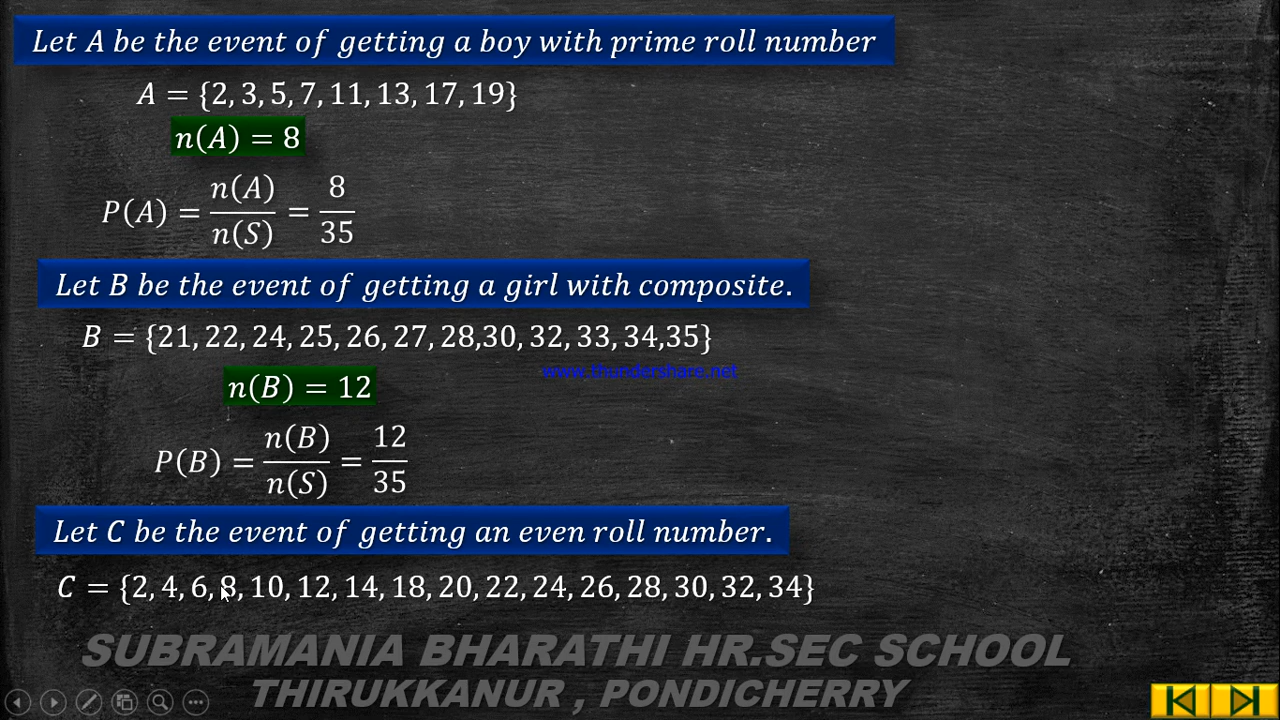 Let A be the event of getting a boy with prime roll number
A = {2, 3, 5, 7, 11, 13, 17, 19}
n(A) = 8
P(A) = n(A)/n(S) = 8/35
Let B be the event of getting a girl with composite.
B = {21, 22, 24, 25, 26, 27, 28,30, 32, 33, 34,35}
www.thundershare.net
n(B) = 12
P(B) = n(B)/n(S) = 12/35
Let C be the event of getting an even roll number.
C = {2, 4, 6, 8, 10, 12, 14, 18, 20, 22, 24, 26, 28, 30, 32, 34}
SUBRAMANIA BHARATHI HR.SEC SCHOOL
THIRUKKANUR , PONDICHERRY